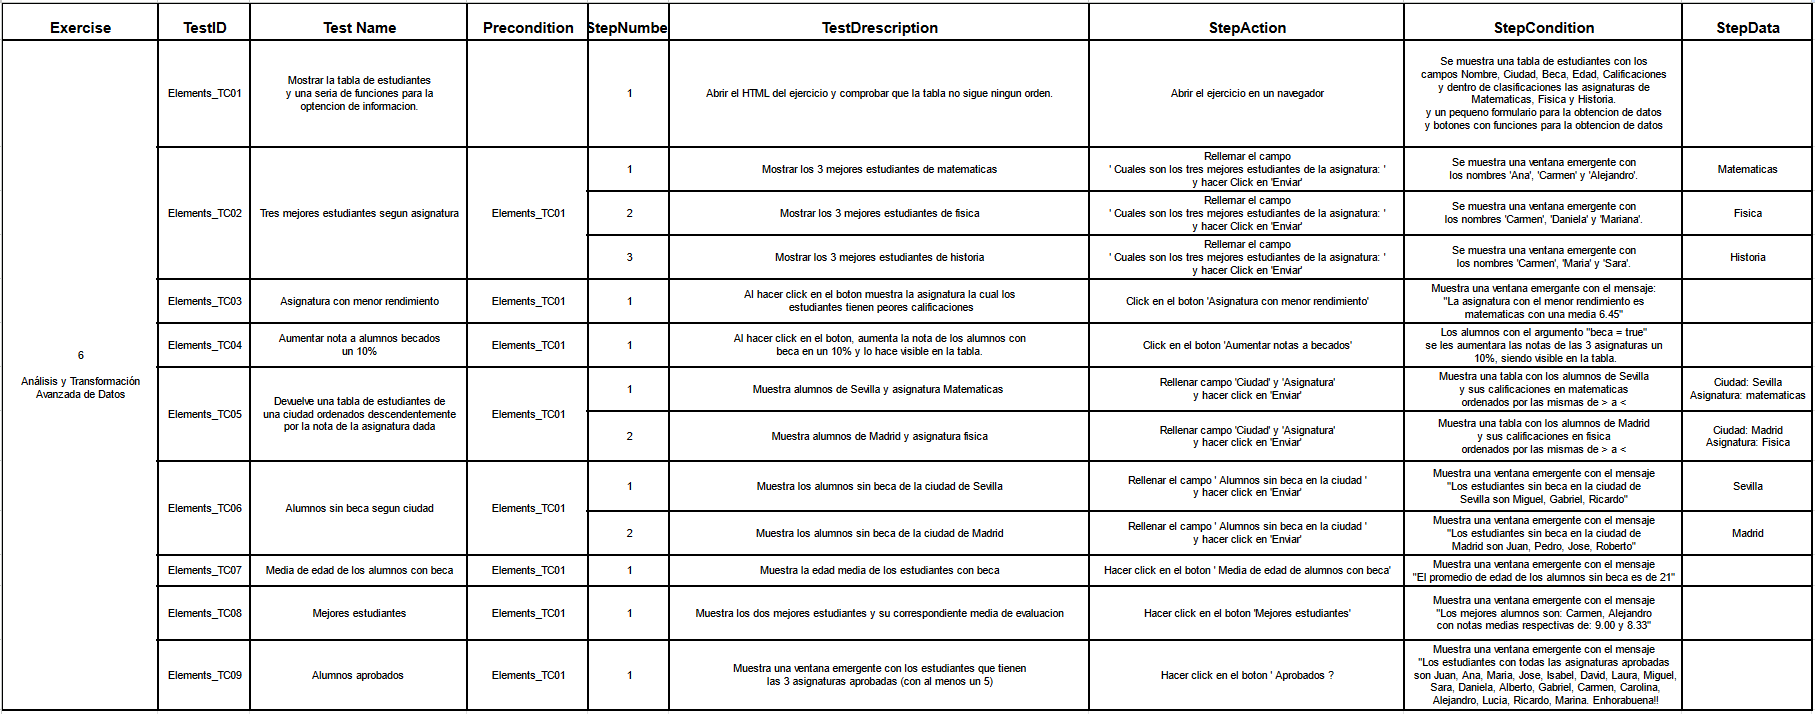 Exercise
TestID
Test Name
Precondition
StepNumbe
TestDrescription
StepAction
StepCondition
StepData
6
Análisis y Transformación
Avanzada de Datos
Elements_TC01
Mostrar la tabla de estudiantes
y una seria de funciones para la
optencion de informacion.
1
Abrir el HTML del ejercicio y comprobar que la tabla no sigue ningun orden.
Abrir el ejercicio en un navegador
Se muestra una tabla de estudiantes con los
campos Nombre, Ciudad, Beca, Edad, Calificaciones
y dentro de clasificaciones las asignaturas de
Matematicas, Fisica y Historia.
y un pequeno formulario para la obtencion de datos
y botones con funciones para la obtencion de datos
Elements_TC02
Tres mejores estudiantes segun asignatura
Elements_TC01
1
Mostrar los 3 mejores estudiantes de matematicas
Rellemar el campo
' Cuales son los tres mejores estudiantes de la asignatura: '
y hacer Click en 'Enviar'
Se muestra una ventana emergente con
los nombres 'Ana', 'Carmen' y 'Alejandro'.
Matematicas
2
Mostrar los 3 mejores estudiantes de fisica
Rellemar el campo
' Cuales son los tres mejores estudiantes de la asignatura: '
y hacer Click en 'Enviar'
Se muestra una ventana emergente con
los nombres 'Carmen', 'Daniela' y 'Mariana'.
Fisica
3
Mostrar los 3 mejores estudiantes de historia
Rellemar el campo
' Cuales son los tres mejores estudiantes de la asignatura: '
y hacer Click en 'Enviar'
Se muestra una ventana emergente con
los nombres 'Carmen', 'Maria' y 'Sara'.
Historia
Elements_TC03
Asignatura con menor rendimiento
Elements_TC01
1
Al hacer click en el boton muestra la asignatura la cual los
estudiantes tienen peores calificaciones
Click en el boton 'Asignatura con menor rendimiento'
Muestra una ventana emergante con el mensaje:
"La asignatura con el menor rendimiento es
matematicas con una media 6.45"
Elements_TC04
Aumentar nota a alumnos becados
un 10%
Elements_TC01
1
Al hacer click en el boton, aumenta la nota de los alumnos con
beca en un 10% y lo hace visible en la tabla.
Click en el boton 'Aumentar notas a becados'
Los alumnos con el argumento "beca = true"
se les aumentara las notas de las 3 asignaturas un
10%, siendo visible en la tabla.
Elements_TC05
Devuelve una tabla de estudiantes de
una ciudad ordenados descendentemente
por la nota de la asignatura dada
Elements_TC01
1
Muestra alumnos de Sevilla y asignatura Matematicas
Rellenar campo 'Ciudad' y 'Asignatura'
y hacer click en 'Enviar'
Muestra una tabla con los alumnos de Sevilla
y sus calificaciones en matematicas
ordenados por las mismas de > a <
Ciudad: Sevilla
Asignatura: matematicas
2
Muestra alumnos de Madrid y asignatura fisica
Rellenar campo 'Ciudad' y 'Asignatura'
y hacer click en 'Enviar'
Muestra una tabla con los alumnos de Madrid
y sus calificaciones en fisica
ordenados por las mismas de > a <
Ciudad: Madrid
Asignatura: Fisica
Elements_TC06
Alumnos sin beca segun ciudad
Elements_TC01
1
Muestra los alumnos sin beca de la ciudad de Sevilla
Rellenar el campo ' Alumnos sin beca en la ciudad '
y hacer click en 'Enviar'
Muestra una ventana emergente con el mensaje
"Los estudiantes sin beca en la ciudad de
Sevilla son Miguel, Gabriel, Ricardo"
Sevilla
2
Muestra los alumnos sin beca de la ciudad de Madrid
Rellenar el campo ' Alumnos sin beca en la ciudad '
y hacer click en 'Enviar'
Muestra una ventana emergente con el mensaje
"Los estudiantes sin beca en la ciudad de
Madrid son Juan, Pedro, Jose, Roberto"
Madrid
Elements_TC07
Media de edad de los alumnos con beca
Elements_TC01
1
Muestra la edad media de los estudiantes con beca
Hacer click en el boton ' Media de edad de alumnos con beca'
Muestra una ventana emergente con el mensaje
"El promedio de edad de los alumnos sin beca es de 21"
Elements_TC08
Mejores estudiantes
Elements_TC01
1
Muestra los dos mejores estudiantes y su correspondiente media de evaluacion
Hacer click en el boton 'Mejores estudiantes'
Muestra una ventana emergente con el mensaje
"Los mejores alumnos son: Carmen, Alejandro
con notas medias respectivas de: 9.00 y 8.33"
Elements_TC09
Alumnos aprobados
Elements_TC01
1
Muestra una ventana emergente con los estudiantes que tienen
las 3 asignaturas aprobadas (con al menos un 5)
Hacer click en el boton ' Aprobados ?
Muestra una ventana emergente con el mensaje
"Los estudiantes con todas las asignaturas aprobadas
son Juan, Ana, Maria, Jose, Isabel, David, Laura, Miguel,
Sara, Daniela, Alberto, Gabriel, Carmen, Carolina,
Alejandro, Lucia, Ricardo, Marina. Enhorabuena!!